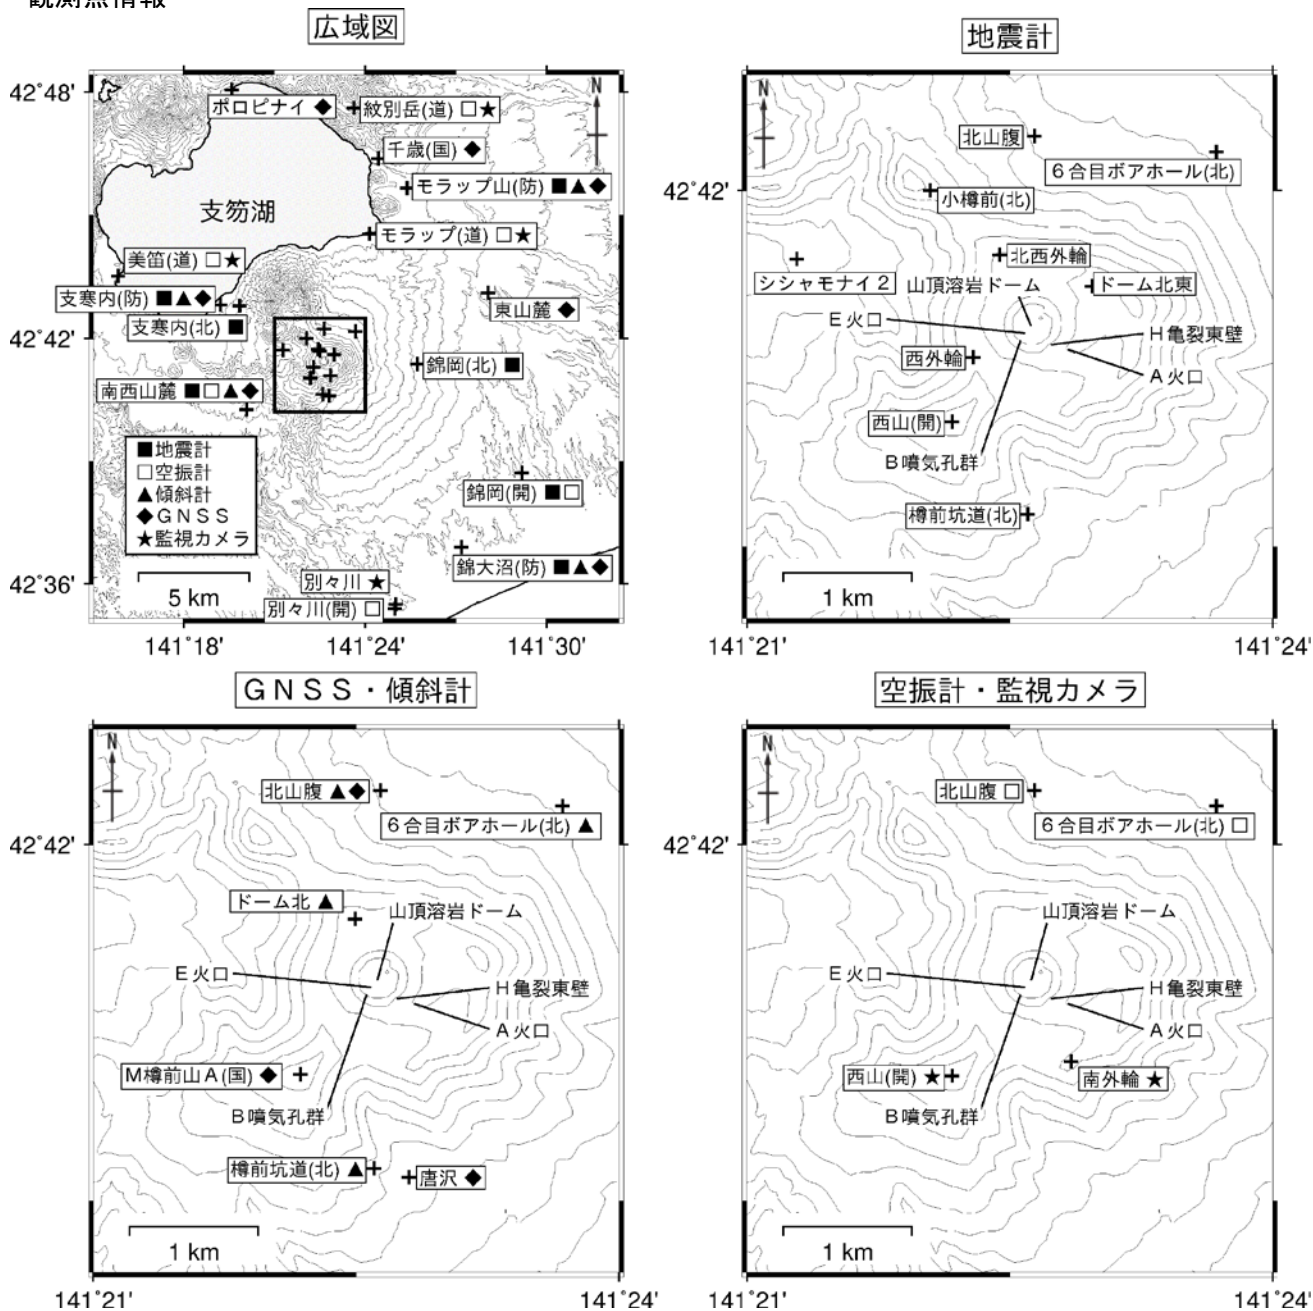 観測点情報
広域図
N
42°48'
42°42'
42°36'
141°18'
141°24'
141°30'
ポロピナイ ◆
紋別岳(道) □★
千歳(国) ◆
モラップ山(防) ■▲◆
支笏湖
モラップ(道) □★
美笛(道) □★
支寒内(防) ■▲◆
支寒内(北) ■
東山麓 ◆
錦岡(北) ■
南西山麓 ■□▲◆
■地震計
□空振計
▲傾斜計
◆GNSS
★監視カメラ
錦岡(開) ■□
錦大沼(防) ■▲◆
別々川 ★
別々川(開) □
5 km
地震計
N
42°42'
141°21'
141°24'
北山腹
6合目ボアホール(北)
小樽前(北)
北西外輪
シシャモナイ2
山頂溶岩ドーム
ドーム北東
E火口
H亀裂東壁
西外輪
A火口
西山(開)
B噴気孔群
樽前坑道(北)
1 km
GNSS・傾斜計
N
42°42'
141°21'
141°24'
北山腹 ▲◆
6合目ボアホール(北) ▲
ドーム北 ▲
山頂溶岩ドーム
E火口
H亀裂東壁
A火口
M樽前山A(国) ◆
B噴気孔群
樽前坑道(北) ▲
唐沢 ◆
1 km
空振計・監視カメラ
N
42°42'
141°21'
141°24'
北山腹 □
6合目ボアホール(北) □
山頂溶岩ドーム
E火口
H亀裂東壁
A火口
西山(開) ★
南外輪 ★
B噴気孔群
1 km